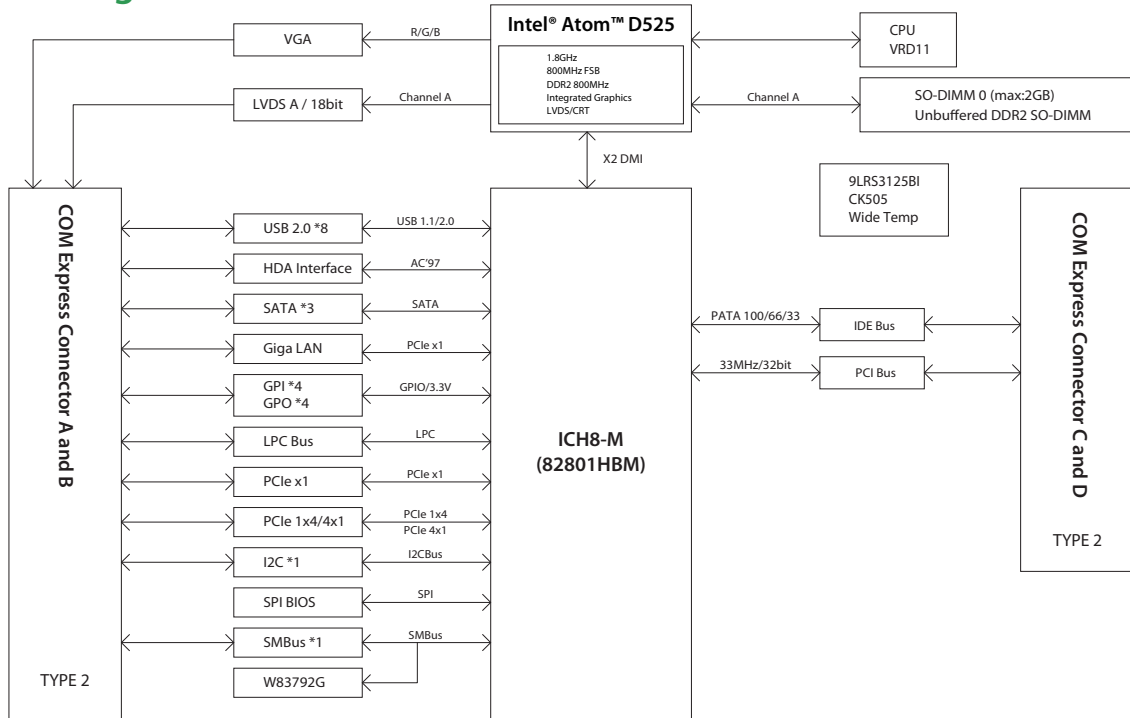 Intel® Atom™ D525
1.8GHz
800MHz FSB
DDR2 800MHz
Integrated Graphics
LVDS/CRT
VGA
R/G/B
LVDS A / 18bit
Channel A
CPU
VRD11
Channel A
SO-DIMM 0 (max:2GB)
Unbuffered DDR2 SO-DIMM
X2 DMI
9LRS3125BI
CK505
Wide Temp
COM Express Connector A and B
TYPE 2
USB 2.0 *8
USB 1.1/2.0
HDA Interface
AC'97
SATA *3
SATA
Giga LAN
PCIe x1
GPI *4
GPO *4
GPIO/3.3V
LPC Bus
LPC
PCIe x1
PCIe x1
PCIe 1x4/4x1
PCIe 1x4
PCIe 4x1
I2C *1
I2CBus
SPI BIOS
SPI
SMBus *1
SMBus
W83792G
ICH8-M
(82801HBM)
PATA 100/66/33
IDE Bus
33MHz/32bit
PCI Bus
COM Express Connector C and D
TYPE 2